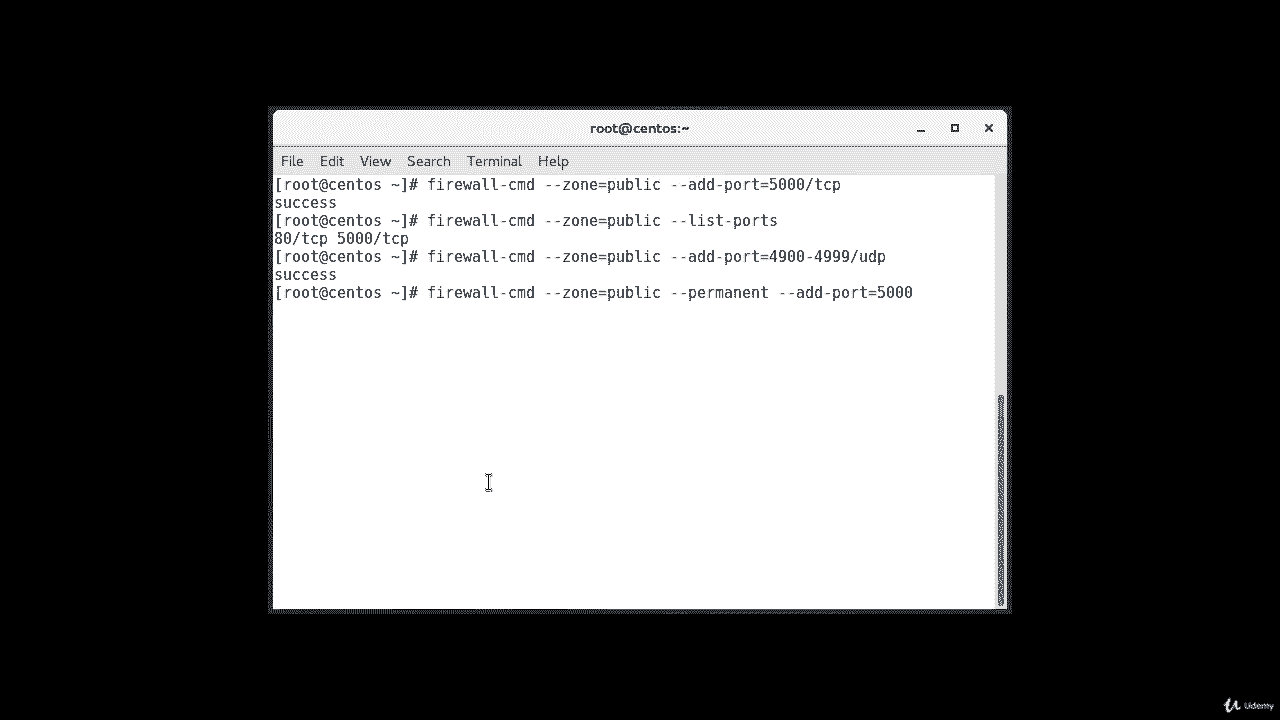 root@centos:~
File Edit View Search Terminal Help
[root@centos ~]# firewall-cmd --zone=public --add-port=5000/tcp
success
[root@centos ~]# firewall-cmd --zone=public --list-ports
80/tcp 5000/tcp
[root@centos ~]# firewall-cmd --zone=public --add-port=4900-4999/udp
success
[root@centos ~]# firewall-cmd --zone=public --permanent --add-port=5000
Udemy